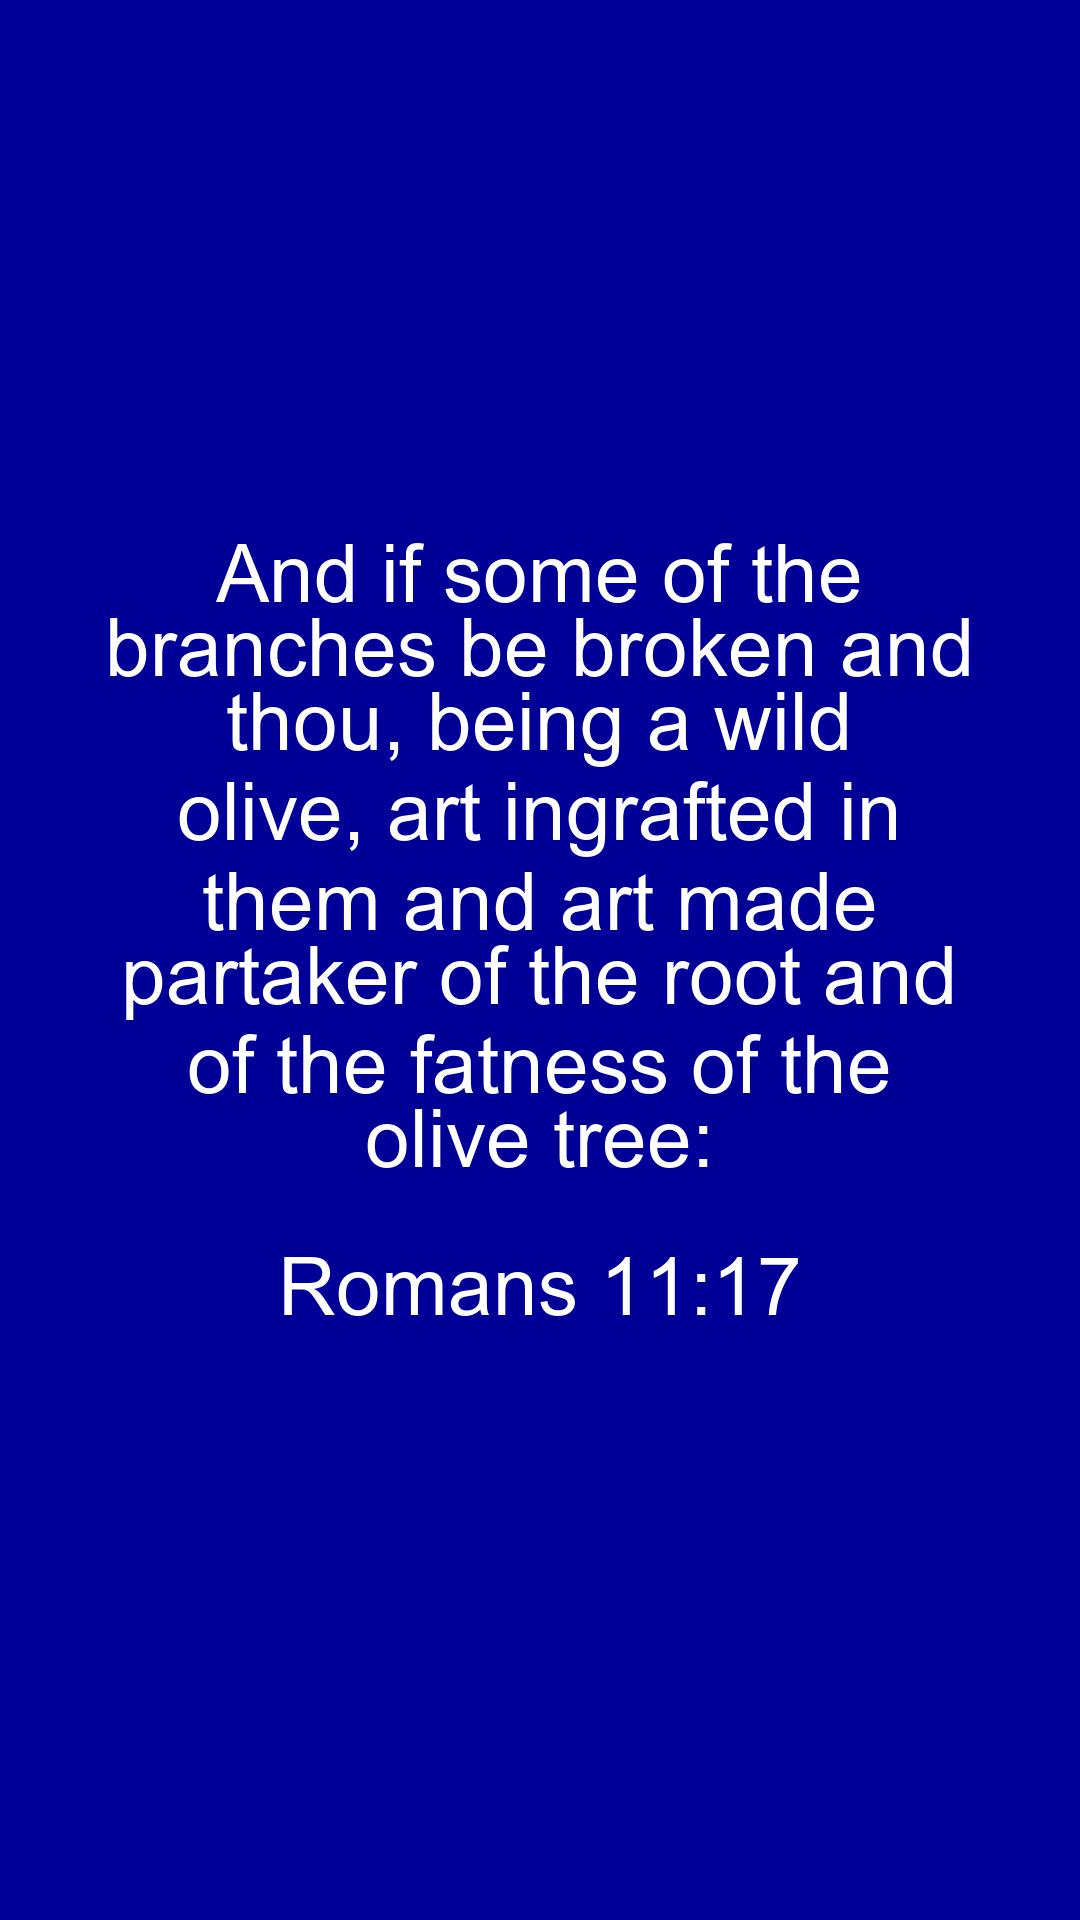 And if some of the
branches be broken and
thou, being a wild
olive, art ingrafted in
them and art made
partaker of the root and
of the fatness of the
olive tree:
Romans 11:17